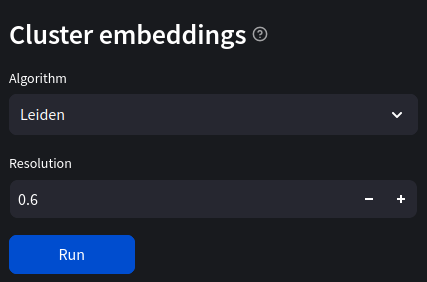 Cluster embeddings
Algorithm
Leiden
Resolution
0.6
Run